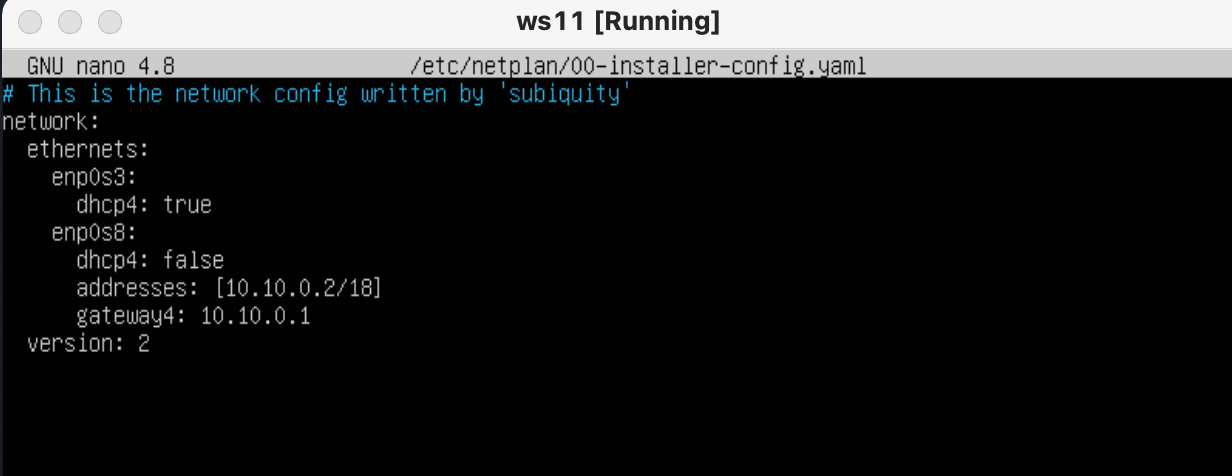 ws11 [Running]
GNU nano 4.8 /etc/netplan/00-installer-config.yaml
# This is the network config written by 'subiquity'
network:
  ethernets:
    enp0s3:
      dhcp4: true
    enp0s8:
      dhcp4: false
      addresses: [10.10.0.2/18]
      gateway4: 10.10.0.1
  version: 2